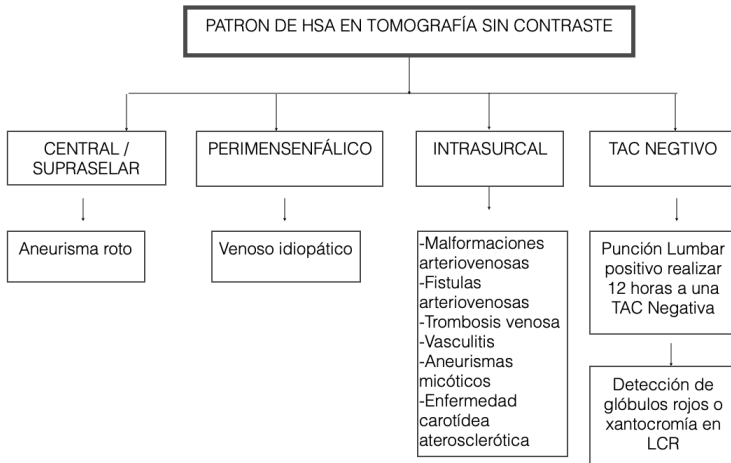 PATRON DE HSA EN TOMOGRAFÍA SIN CONTRASTE
CENTRAL /
SUPRASELAR
PERIMENSENFÁLICO
INTRASURCAL
TAC NEGTIVO
Aneurisma roto
Venoso idiopático
-Malformaciones
arteriovenosas
-Fistulas
arteriovenosas
-Trombosis venosa
-Vasculitis
-Aneurismas
micóticos
-Enfermedad
carotídea
aterosclerótica
Punción Lumbar
positivo realizar
12 horas a una
TAC Negativa
Detección de
glóbulos rojos o
xantocromía en
LCR